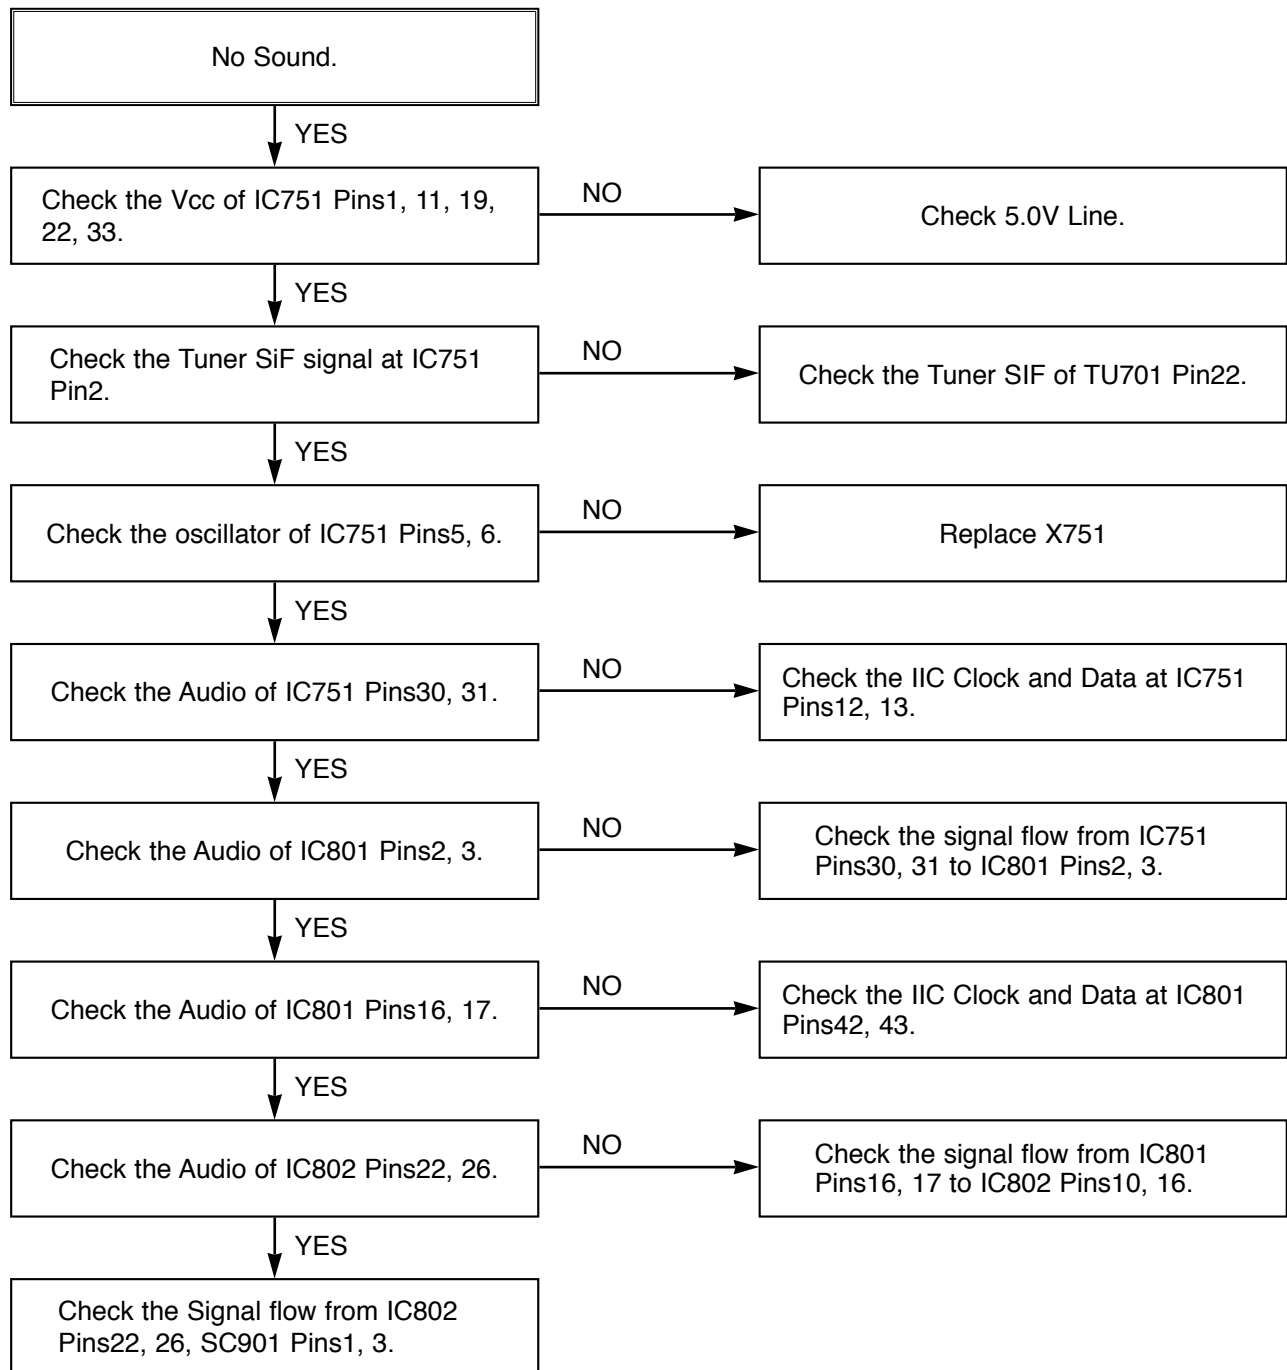 No Sound.
YES
Check the Vcc of IC751 Pins1, 11, 19,
22, 33.
NO
Check 5.0V Line.
YES
Check the Tuner SiF signal at IC751
Pin2.
NO
Check the Tuner SIF of TU701 Pin22.
YES
Check the oscillator of IC751 Pins5, 6.
NO
Replace X751
YES
Check the Audio of IC751 Pins30, 31.
NO
Check the IIC Clock and Data at IC751
Pins12, 13.
YES
Check the Audio of IC801 Pins2, 3.
NO
Check the signal flow from IC751
Pins30, 31 to IC801 Pins2, 3.
YES
Check the Audio of IC801 Pins16, 17.
NO
Check the IIC Clock and Data at IC801
Pins42, 43.
YES
Check the Audio of IC802 Pins22, 26.
NO
Check the signal flow from IC801
Pins16, 17 to IC802 Pins10, 16.
YES
Check the Signal flow from IC802
Pins22, 26, SC901 Pins1, 3.